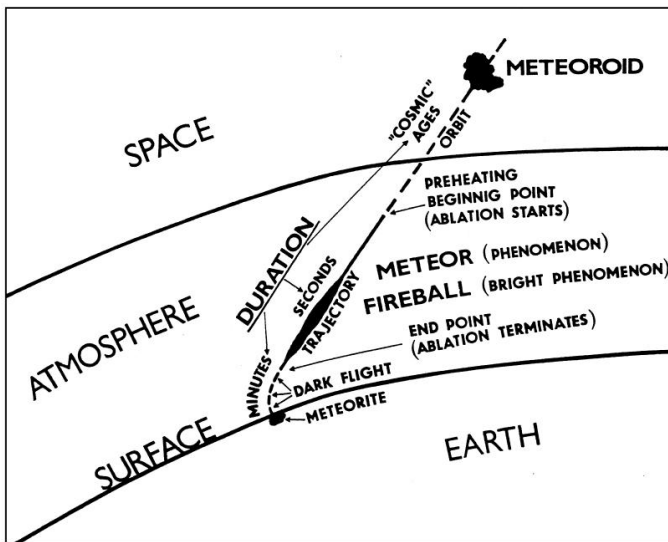 METEOROID
SPACE
"COSMIC"
AGES
ORBIT
PREHEATING
BEGINNIG POINT
(ABLATION STARTS)
DURATION
SECONDS
METEOR (PHENOMENON)
FIREBALL (BRIGHT PHENOMENON)
TRAJECTORY
ATMOSPHERE
END POINT
(ABLATION TERMINATES)
MINUTES
DARK FLIGHT
METEORITE
SURFACE
EARTH